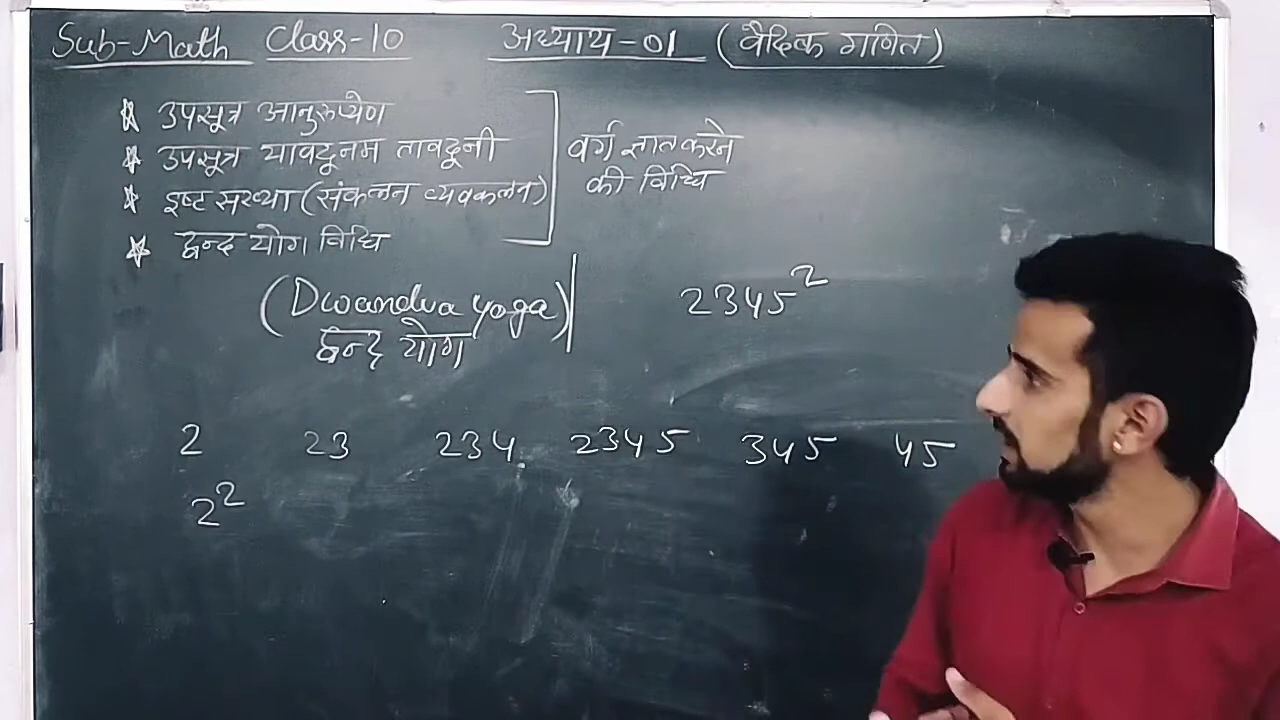 Sub-Math Class-10 अध्याय-01 (वैदिक गणित)
उपसूत्र आनुरूप्येण
उपसूत्र यावदूनम तावदूनी
इष्ट संख्या (संकलन व्यवकलन)
द्वन्द योग विधि
वर्ग ज्ञात करने
की विधि
(Dwandva yoga)
द्वन्द्व योग
2345²
2 23 234 2345 345 45
2²